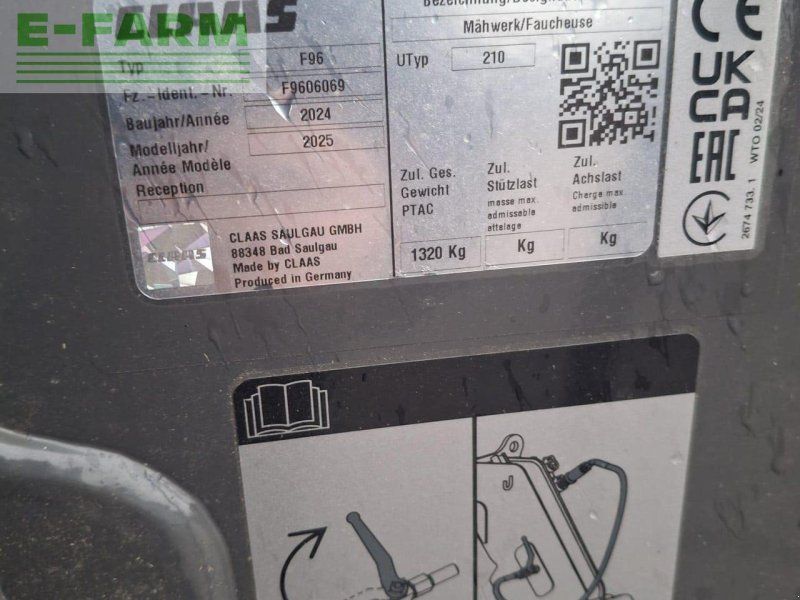 E-FARM
CLAAS
Mähwerk/Faucheuse
Typ F96
UTyp 210
Fz.-Ident.-Nr. F9606069
Baujahr/Année 2024
Modelljahr/
Année Modèle 2025
Reception
Zul. Ges.
Gewicht
PTAC
1320 Kg
Zul.
Stützlast
masse max.
admissable
attelage
Kg
Zul.
Achslast
Charge max.
admissible
Kg
CLAAS
CLAAS SAULGAU GMBH
88348 Bad Saulgau
Made by CLAAS
Produced in Germany
CE
UK
CA
EAC
2674 733. 1 WTO 02/24
J